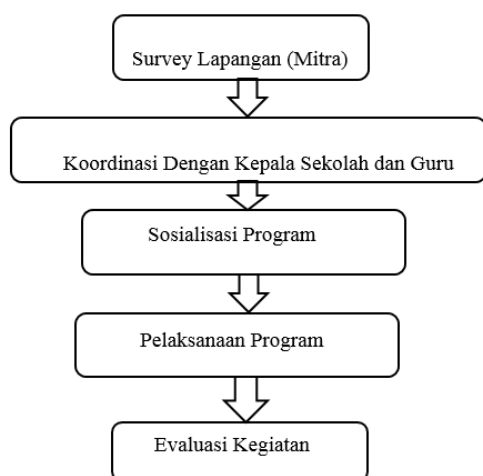 Survey Lapangan (Mitra)
Koordinasi Dengan Kepala Sekolah dan Guru
Sosialisasi Program
Pelaksanaan Program
Evaluasi Kegiatan